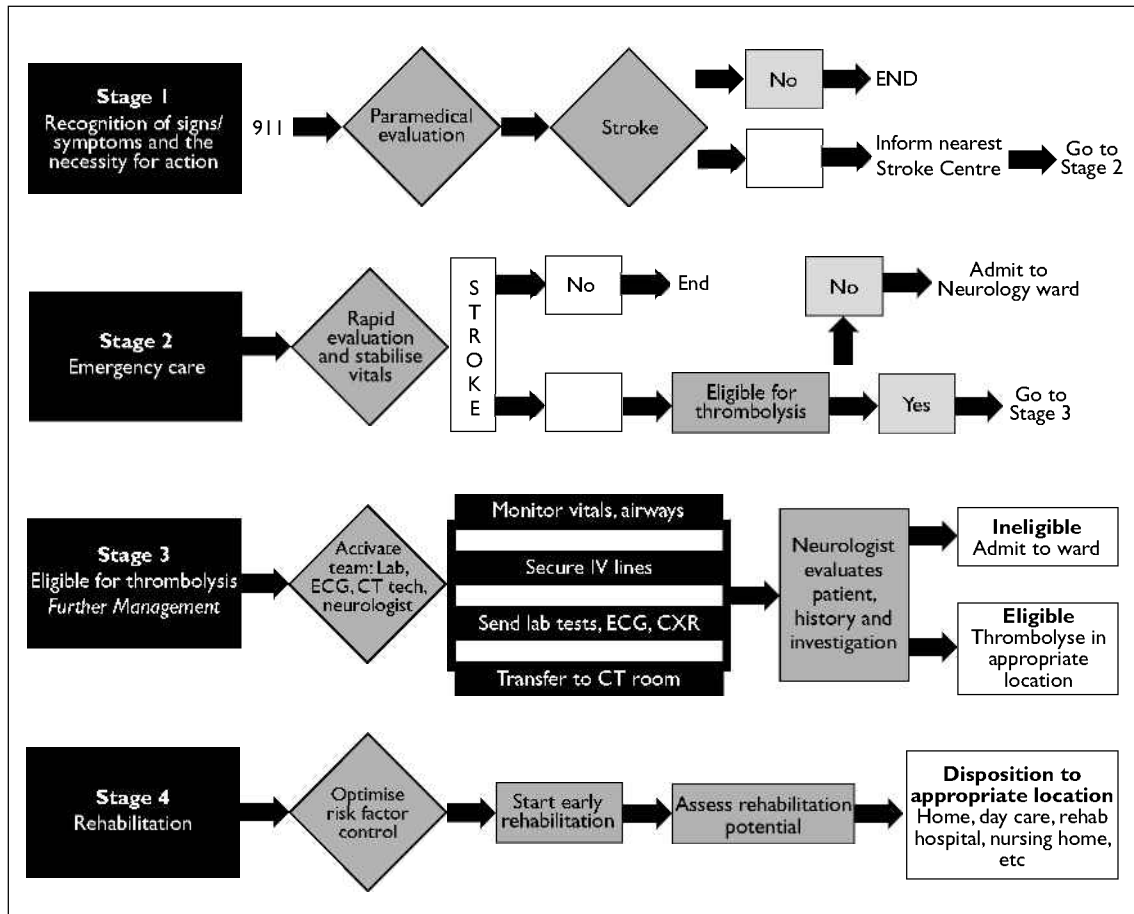 Stage 1
Recognition of signs/
symptoms and the
necessity for action
911
Paramedical
evaluation
Stroke
No
END
Inform nearest
Stroke Centre
Go to
Stage 2
Stage 2
Emergency care
Rapid
evaluation
and stabilise
vitals
S
T
R
O
K
E
No
End
Eligible for
thrombolysis
No
Admit to
Neurology ward
Yes
Go to
Stage 3
Stage 3
Eligible for thrombolysis
Further Management
Activate
team: Lab,
ECG, CT tech,
neurologist
Monitor vitals, airways
Secure IV lines
Send lab tests, ECG, CXR
Transfer to CT room
Neurologist
evaluates
patient,
history and
investigation
Ineligible
Admit to ward
Eligible
Thrombolyse in
appropriate
location
Stage 4
Rehabilitation
Optimise
risk factor
control
Start early
rehabilitation
Assess rehabilitation
potential
Disposition to
appropriate location
Home, day care, rehab
hospital, nursing home,
etc